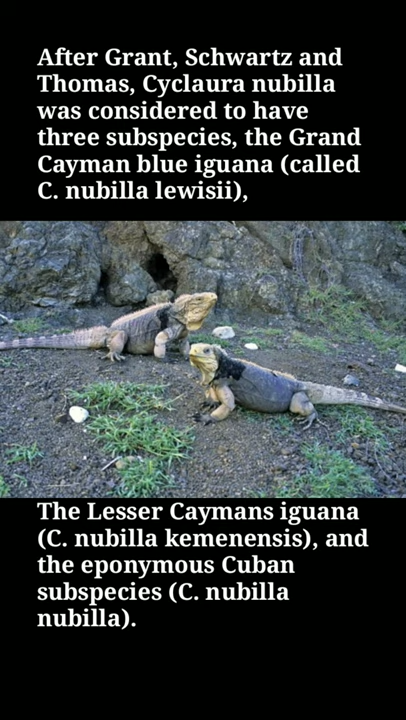 After Grant, Schwartz and
Thomas, Cyclaura nubilla
was considered to have
three subspecies, the Grand
Cayman blue iguana (called
C. nubilla lewisii),
The Lesser Caymans iguana
(C. nubilla kemenensis), and
the eponymous Cuban
subspecies (C. nubilla
nubilla).